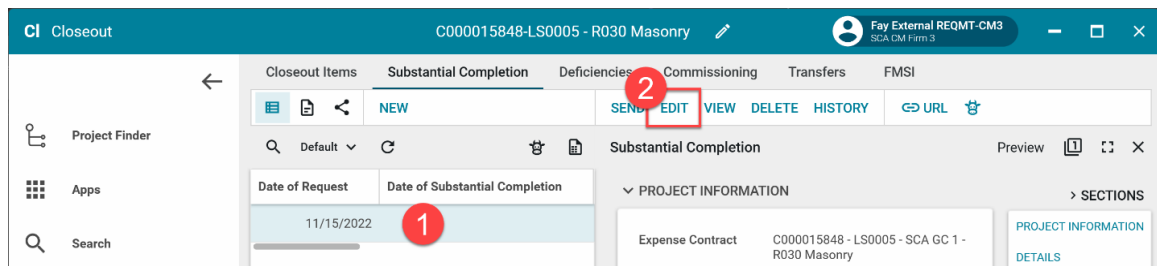 Cl Closeout
C000015848-LS0005 - R030 Masonry
Fay External REQMT-CM3
SCA CM Firm 3
Closeout Items Substantial Completion Deficiencies Commissioning Transfers FMSI
2
NEW
SEND EDIT VIEW DELETE HISTORY URL
Project Finder
Default
Substantial Completion
Preview 1
Apps
Date of Request Date of Substantial Completion
PROJECT INFORMATION
SECTIONS
11/15/2022
1
Search
Expense Contract C000015848 - LS0005 - SCA GC 1 -
R030 Masonry
PROJECT INFORMATION
DETAILS